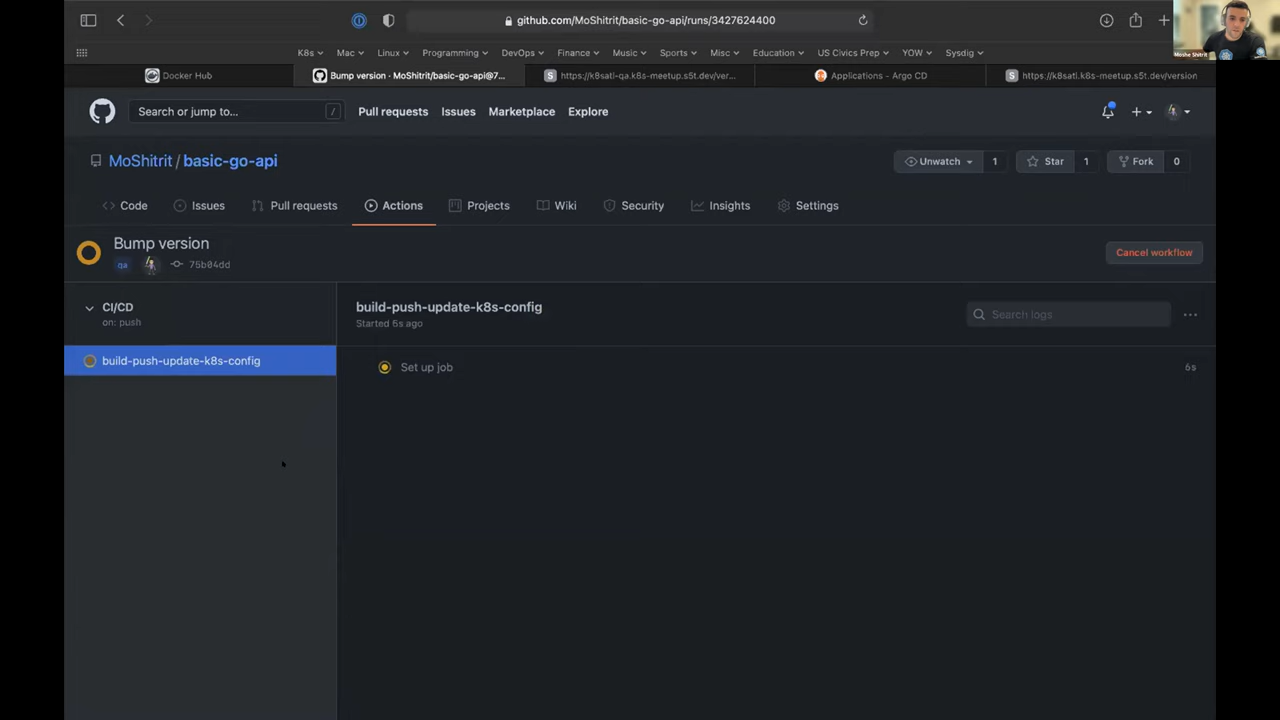 github.com/MoShitrit/basic-go-api/runs/3427624400
Moshe Shitrit
K8s Mac Linux Programming DevOps Finance Music Sports Misc Education US Civics Prep YOW Sysdig
Docker Hub
Bump version · MoShitrit/basic-go-api@7...
https://k8sati-qa.k8s-meetup.s5t.dev/ver...
Applications - Argo CD
https://k8sati.k8s-meetup.s5t.dev/version
Search or jump to... /
Pull requests Issues Marketplace Explore
MoShitrit / basic-go-api
Unwatch 1 Star 1 Fork 0
Code Issues Pull requests Actions Projects Wiki Security Insights Settings
Bump version
qa 75b04dd
Cancel workflow
CI/CD
on: push
build-push-update-k8s-config
build-push-update-k8s-config
Started 6s ago
Search logs
Set up job 6s